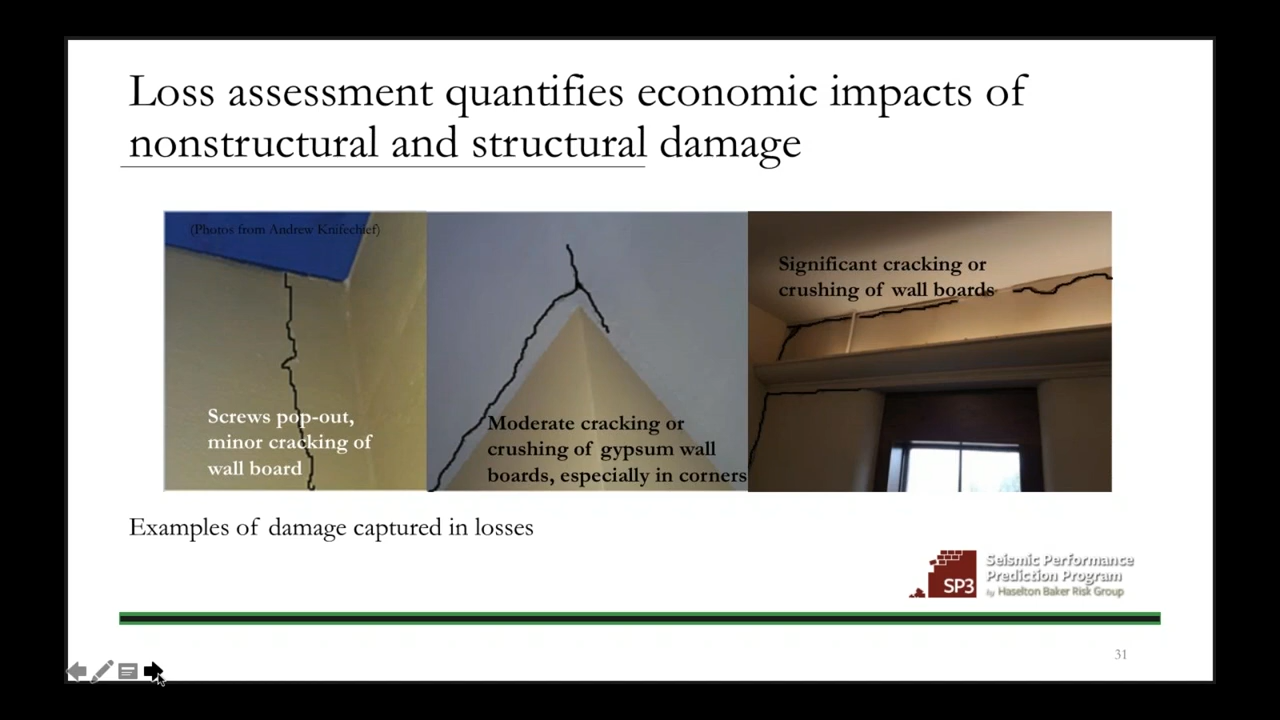 Loss assessment quantifies economic impacts of
nonstructural and structural damage
(Photos from Andrew Knifechief)
Screws pop-out,
minor cracking of
wall board
Moderate cracking or
crushing of gypsum wall
boards, especially in corners
Significant cracking or
crushing of wall boards
Examples of damage captured in losses
SP3
Seismic Performance
Prediction Program
by Haselton Baker Risk Group
31